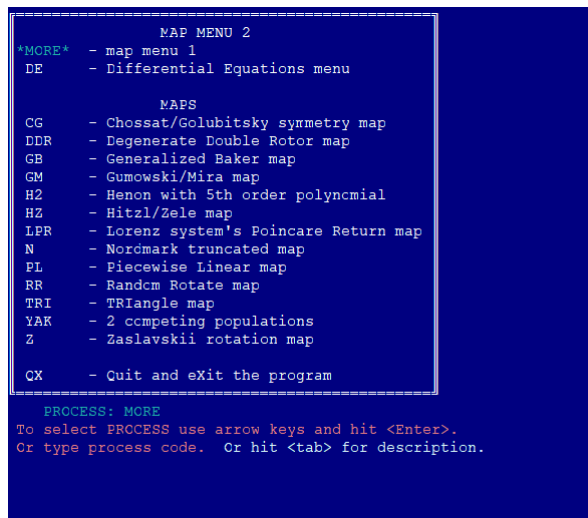 MAP MENU 2
*MORE* - map menu 1
DE - Differential Equations menu
MAPS
CG - Chossat/Golubitsky symmetry map
DDR - Degenerate Double Rotor map
GB - Generalized Baker map
GM - Gumowski/Mira map
H2 - Henon with 5th order polynomial
HZ - Hitzl/Zele map
LPR - Lorenz system's Poincare Return map
N - Nordmark truncated map
PL - Piecewise Linear map
RR - Random Rotate map
TRI - TRIangle map
YAK - 2 competing populations
Z - Zaslavskii rotation map
QX - Quit and eXit the program
PROCESS: MORE
To select PROCESS use arrow keys and hit <Enter>.
Or type process code. Or hit <tab> for description.